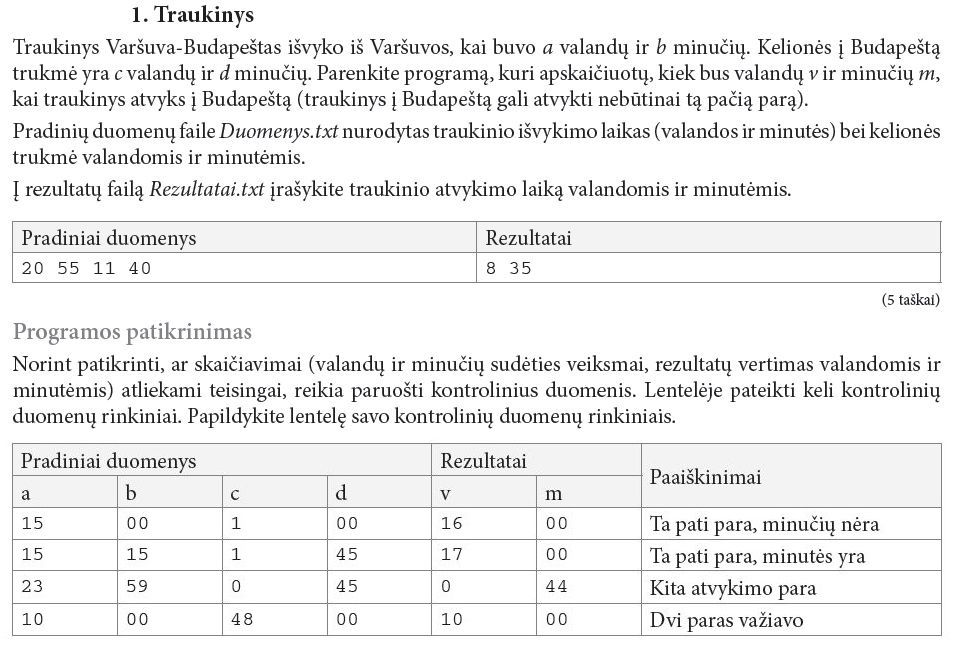 1. Traukinys
Traukinys Varšuva-Budapeštas išvyko iš Varšuvos, kai buvo a valandų ir b minučių. Kelionės į Budapeštą
trukmė yra c valandų ir d minučių. Parenkite programą, kuri apskaičiuotų, kiek bus valandų v ir minučių m,
kai traukinys atvyks į Budapeštą (traukinys į Budapeštą gali atvykti nebūtinai tą pačią parą).
Pradinių duomenų faile Duomenys.txt nurodytas traukinio išvykimo laikas (valandos ir minutės) bei kelionės
trukmė valandomis ir minutėmis.
Į rezultatų failą Rezultatai.txt įrašykite traukinio atvykimo laiką valandomis ir minutėmis.
Pradiniai duomenys Rezultatai
20 55 11 40 8 35
(5 taškai)
Programos patikrinimas
Norint patikrinti, ar skaičiavimai (valandų ir minučių sudėties veiksmai, rezultatų vertimas valandomis ir
minutėmis) atliekami teisingai, reikia paruošti kontrolinius duomenis. Lentelėje pateikti keli kontrolinių
duomenų rinkiniai. Papildykite lentelę savo kontrolinių duomenų rinkiniais.
Pradiniai duomenys Rezultatai Paaiškinimai
a b c d v m
15 00 1 00 16 00 Ta pati para, minučių nėra
15 15 1 45 17 00 Ta pati para, minutės yra
23 59 0 45 0 44 Kita atvykimo para
10 00 48 00 10 00 Dvi paras važiavo